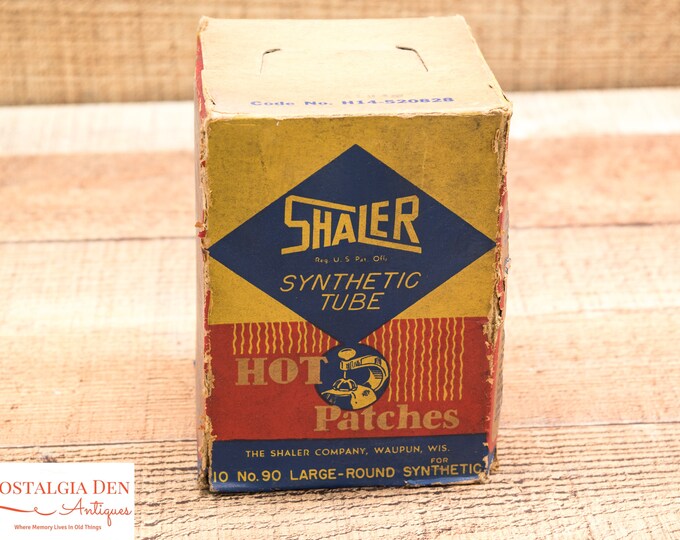 Code No. H14-S20828
SHALER
Reg. U.S. Pat. Off.
SYNTHETIC
TUBE
HOT
Patches
THE SHALER COMPANY, WAUPUN, WIS.
10 No. 90 LARGE-ROUND FOR SYNTHETIC
OSTALGIA DEN
Antiques
Where Memory Lives In Old Things